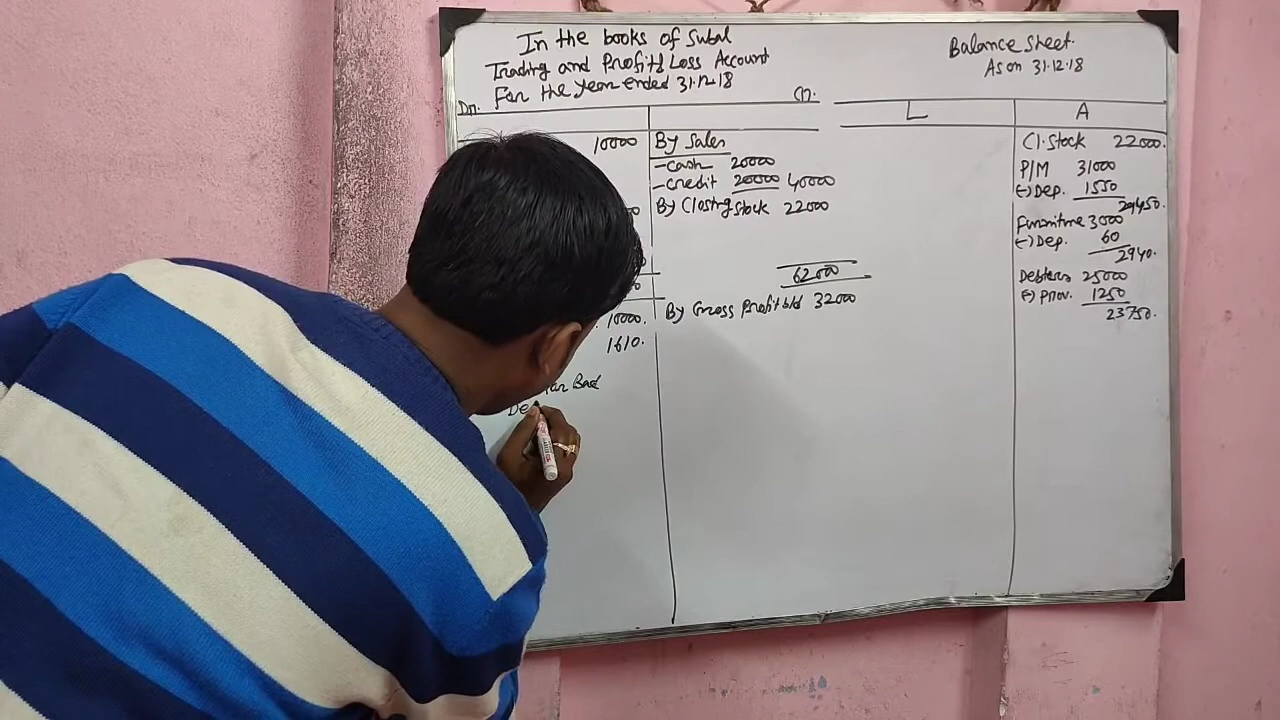 In the books of Subal
Trading and Profit & Loss Account
For the year ended 31.12.18
Dr.
Cr.
10000
By Sales
-Cash 20000
-Credit 20000 40000
By Closing Stock 22000
62000
By Gross Profit b/d 32000
10000.
1610.
Bad
De
Balance Sheet.
As on 31.12.18
L
A
Cl. Stock 22000.
P/M 31000
(-) Dep. 1550
29450.
Furniture 3000
(-) Dep. 60
2940.
Debtors 25000
(-) Prov. 1250
23750.